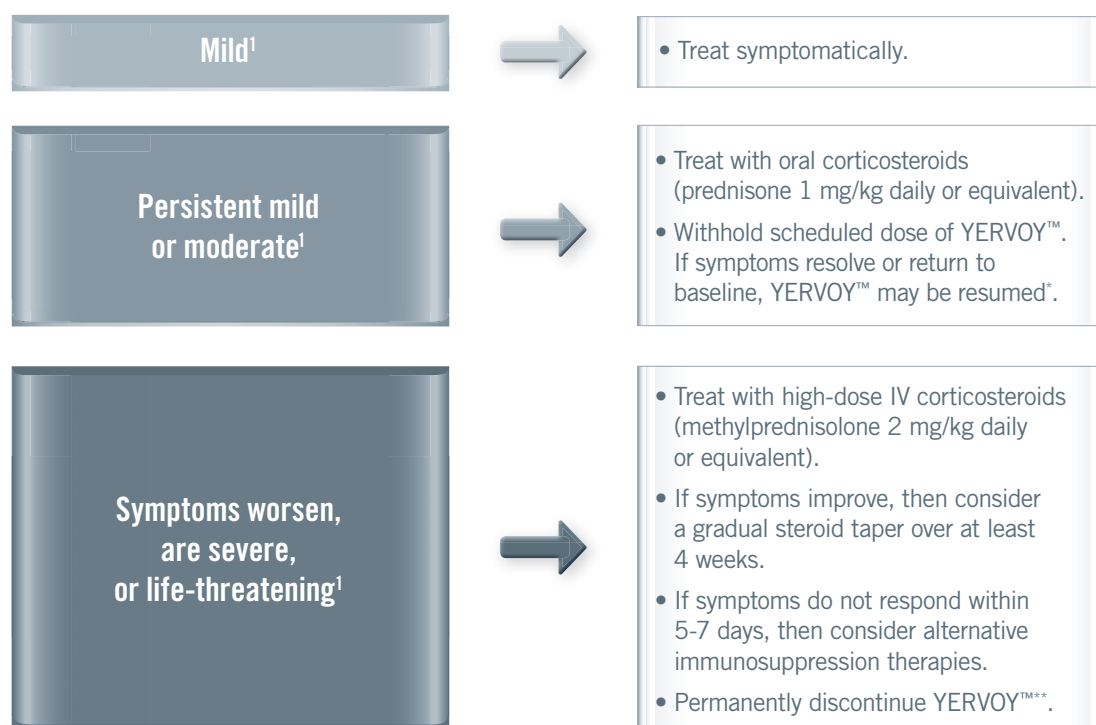 Mild¹
• Treat symptomatically.
Persistent mild
or moderate¹
• Treat with oral corticosteroids
(prednisone 1 mg/kg daily or equivalent).
• Withhold scheduled dose of YERVOY™.
If symptoms resolve or return to
baseline, YERVOY™ may be resumed*.
Symptoms worsen,
are severe,
or life-threatening¹
• Treat with high-dose IV corticosteroids
(methylprednisolone 2 mg/kg daily
or equivalent).
• If symptoms improve, then consider
a gradual steroid taper over at least
4 weeks.
• If symptoms do not respond within
5-7 days, then consider alternative
immunosuppression therapies.
• Permanently discontinue YERVOY™**.